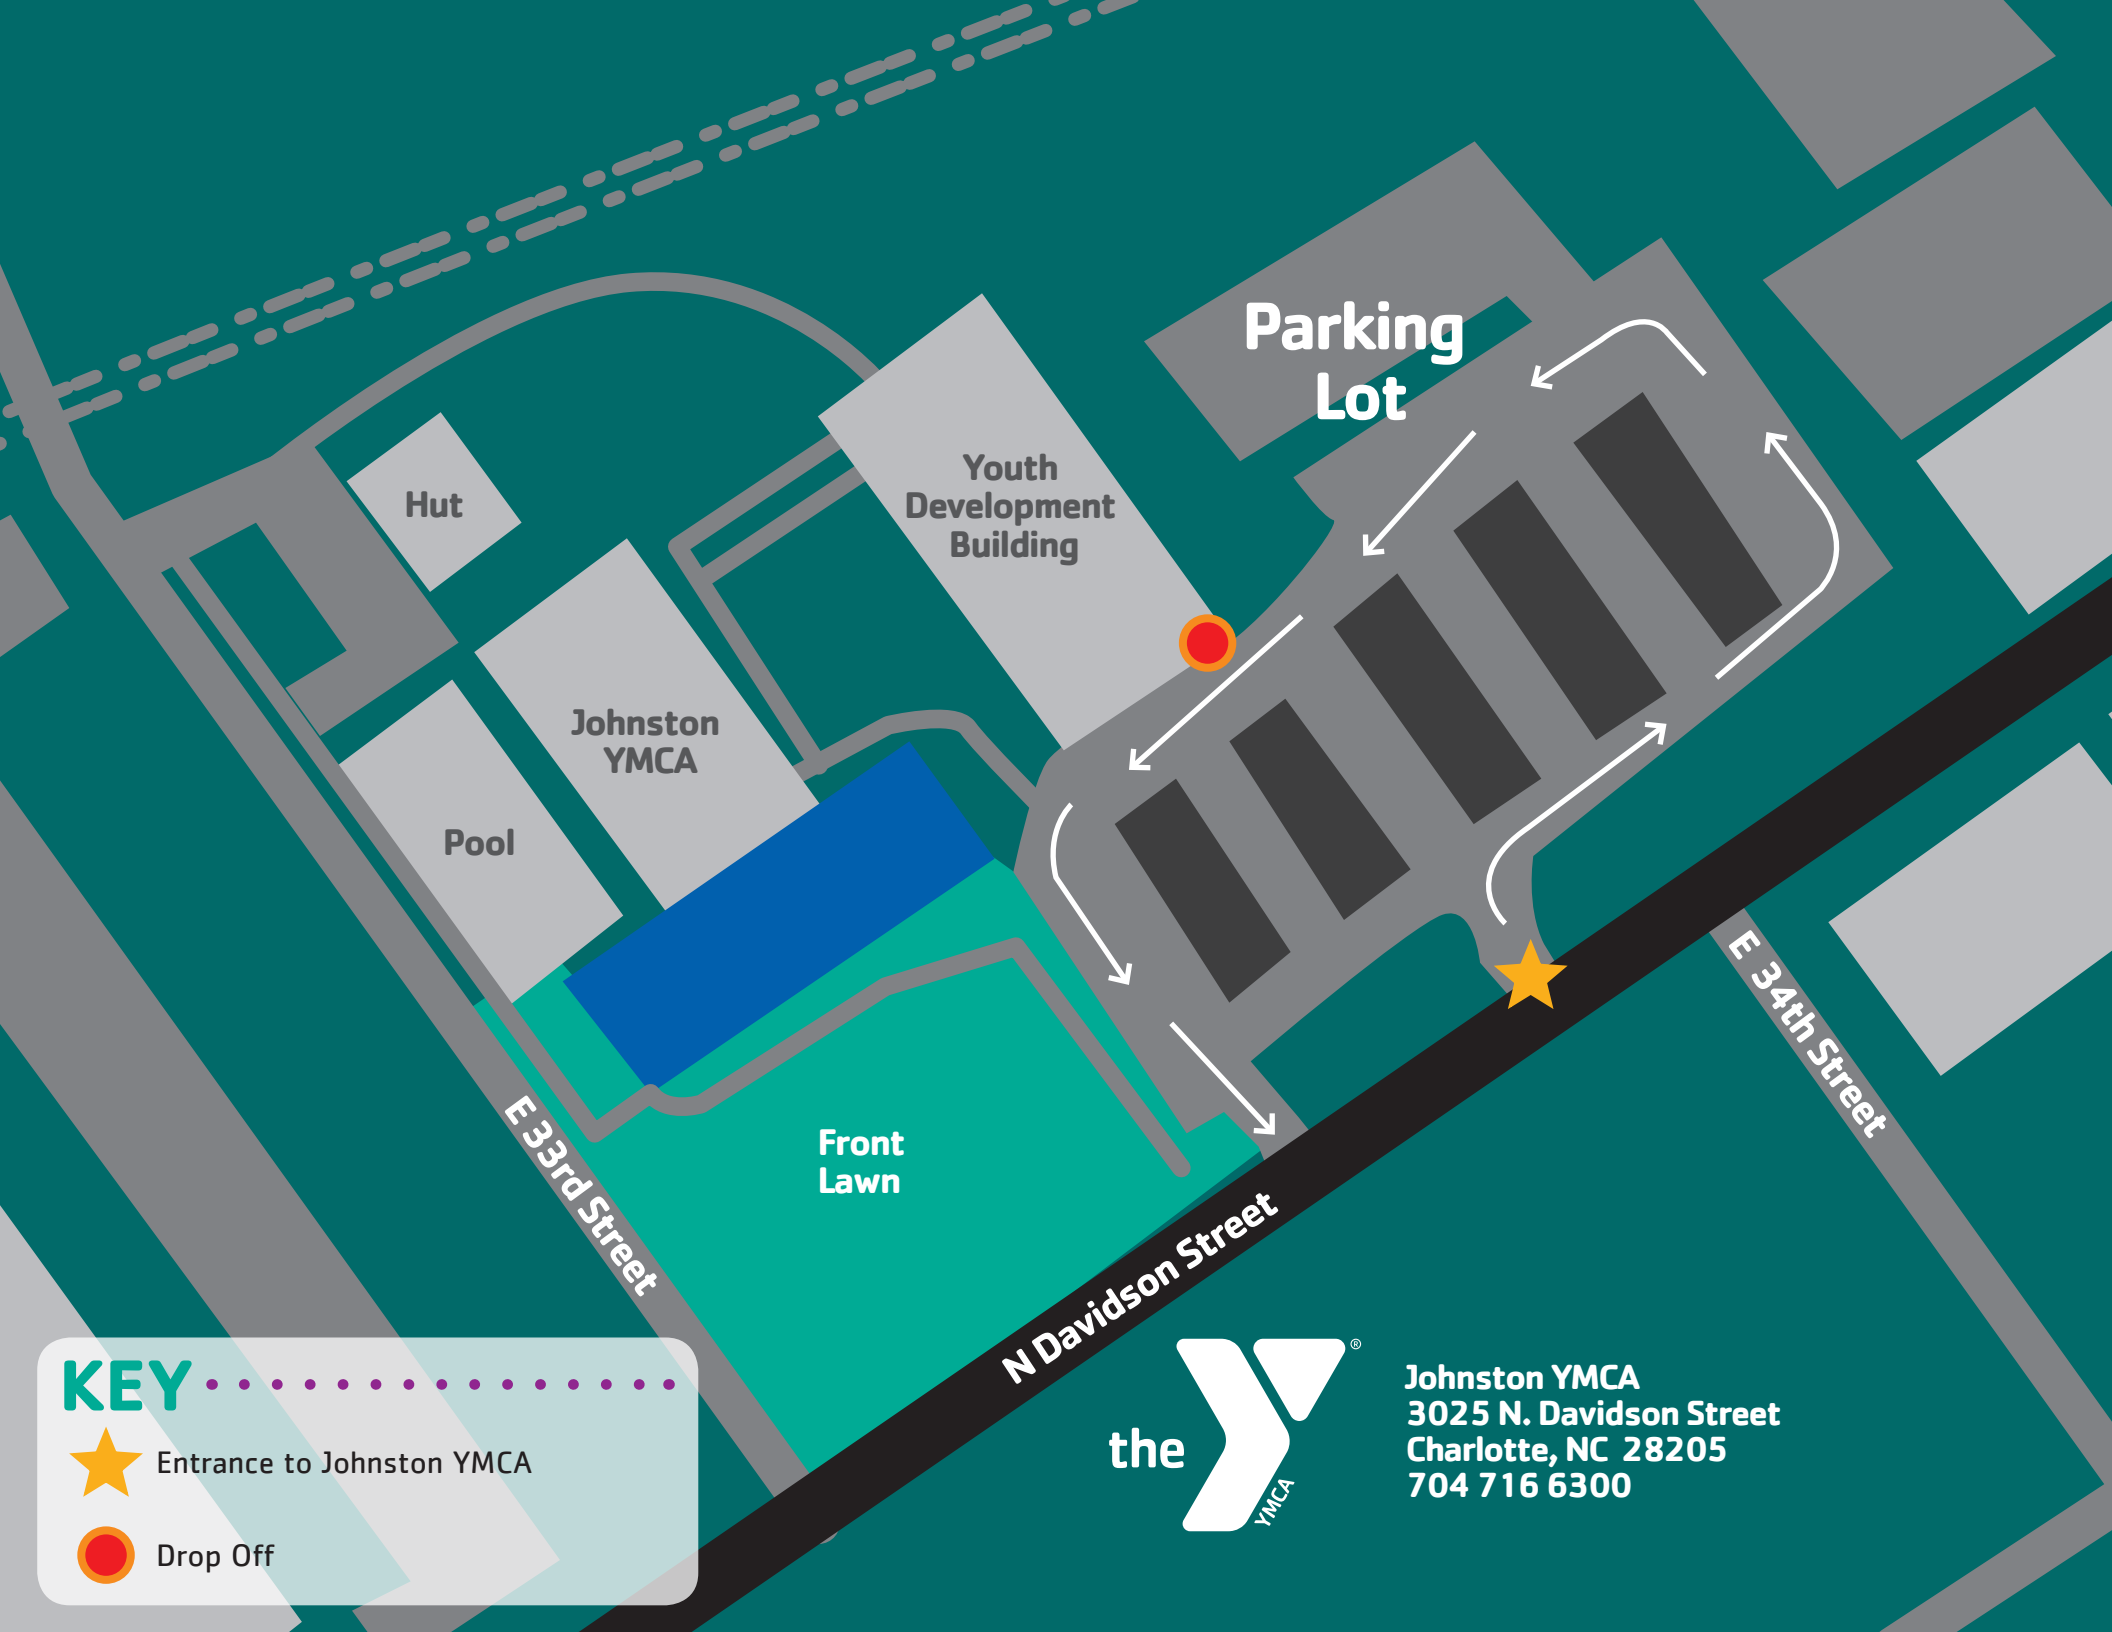 Parking
Lot
Youth
Development
Building
Hut
Johnston
YMCA
Pool
Front
Lawn
E 33rd Street
E 34th Street
N Davidson Street
KEY
Entrance to Johnston YMCA
Drop Off
the
YMCA
®
Johnston YMCA
3025 N. Davidson Street
Charlotte, NC 28205
704 716 6300